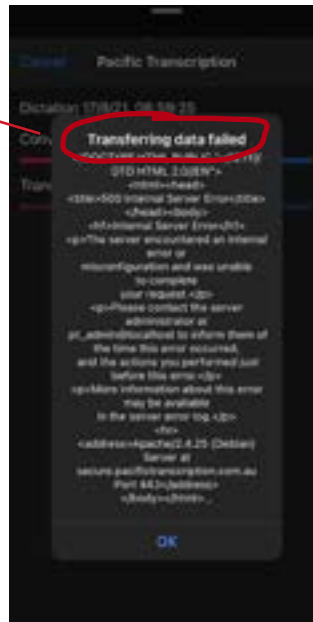 Cancel Pacific Transcription
Dictation 17/8/21, 08:59:25
Conv
Transferring data failed
<!DOCTYPE HTML PUBLIC "-//IETF//
DTD HTML 2.0//EN">
<html><head>
<title>500 Internal Server Error</title>
</head><body>
<h1>Internal Server Error</h1>
<p>The server encountered an internal
error or
misconfiguration and was unable
to complete
your request.</p>
<p>Please contact the server
administrator at
pt_admin@localhost to inform them of
the time this error occurred,
and the actions you performed just
before this error.</p>
<p>More information about this error
may be available
in the server error log.</p>
<hr>
<address>Apache/2.4.25 (Debian)
Server at
secure.pacifictranscription.com.au
Port 443</address>
</body></html>...
Tran
OK